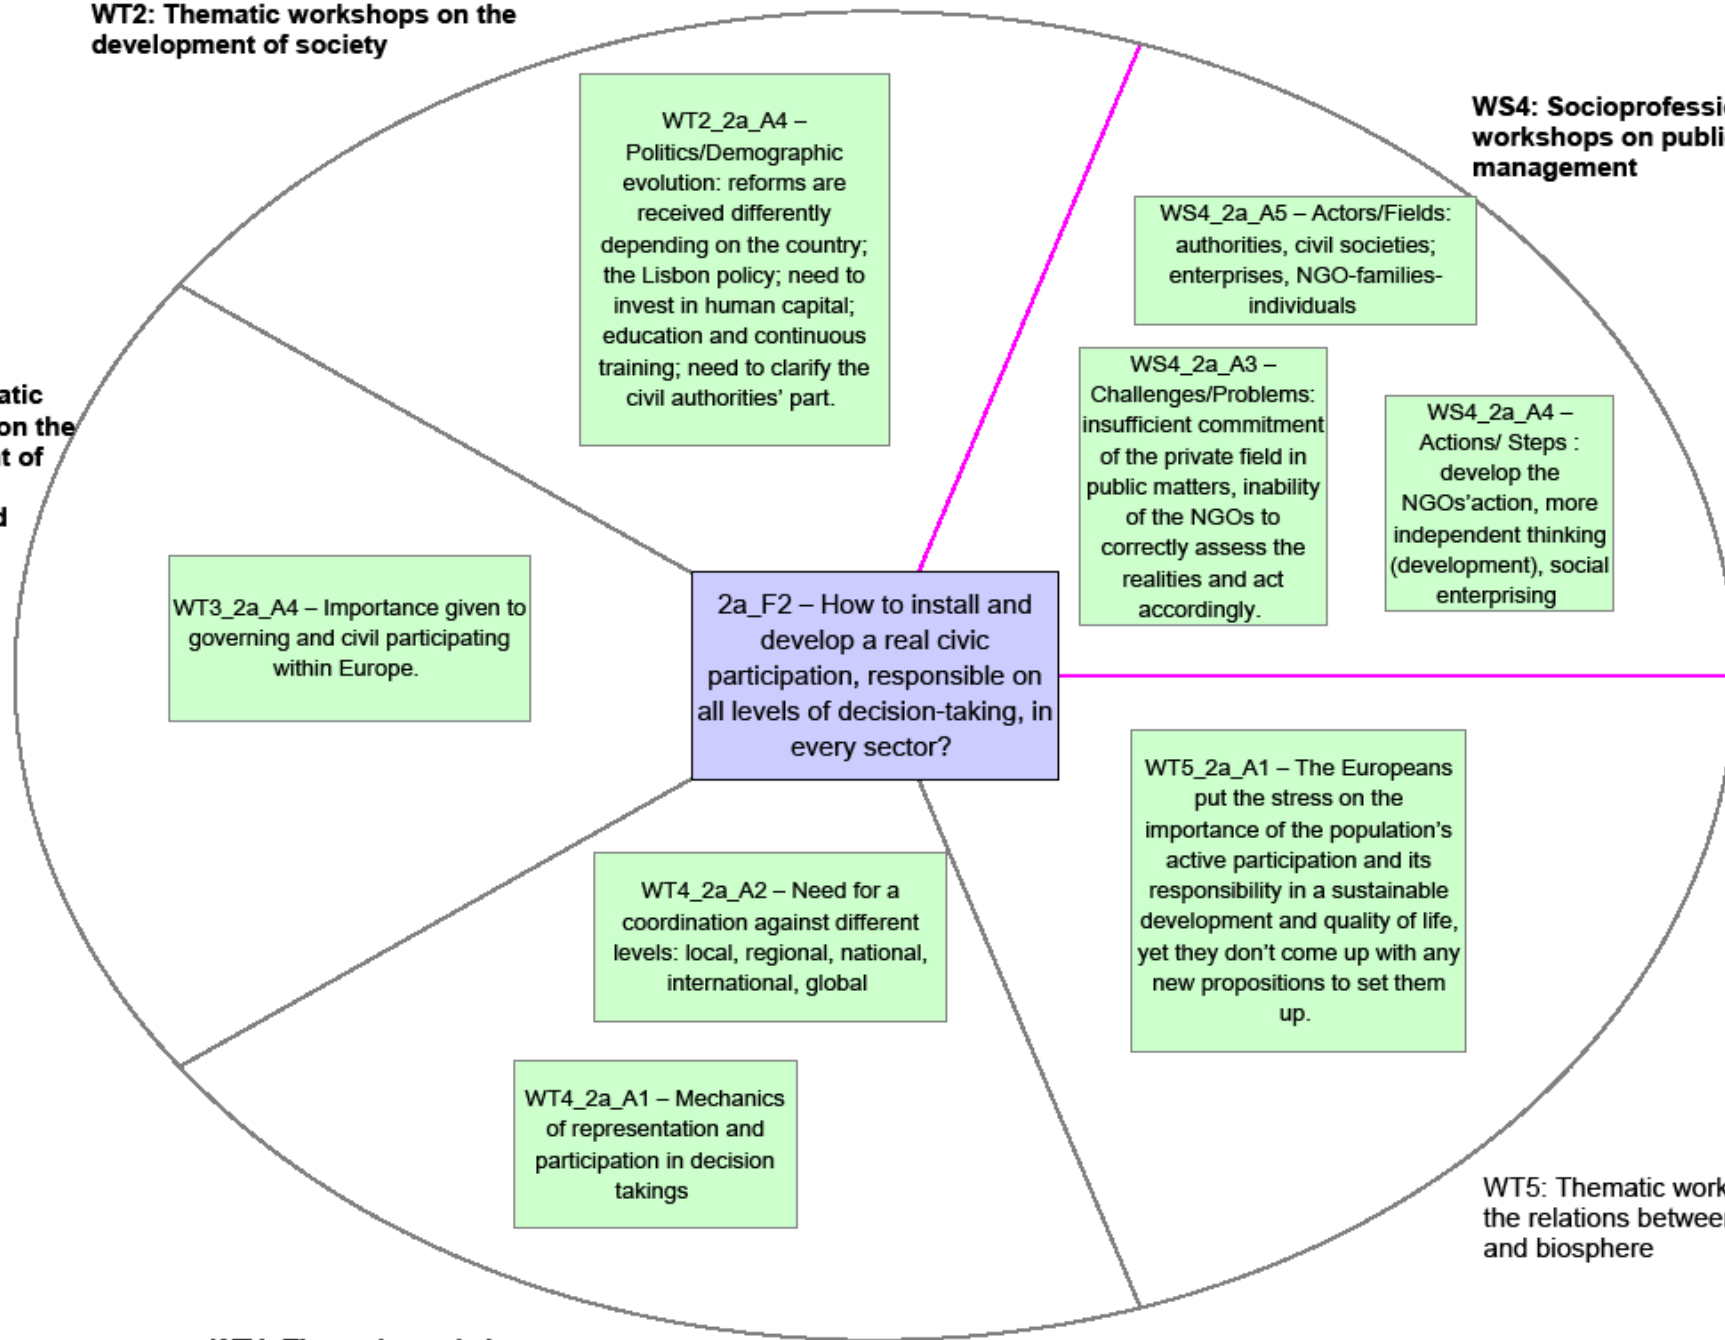 WT2: Thematic workshops on the
development of society
WT2_2a_A4 –
Politics/Demographic
evolution: reforms are
received differently
depending on the country;
the Lisbon policy; need to
invest in human capital;
education and continuous
training; need to clarify the
civil authorities' part.
WS4:
workshops on
management
WS4_2a_A5 – Actors/Fields:
authorities, civil societies;
enterprises, NGO-families-
individuals
WS4_2a_A3 –
Challenges/Problems:
insufficient commitment
of the private field in
public matters, inability
of the NGOs to
correctly assess the
realities and act
accordingly.
WS4_2a_A4 –
Actions/ Steps :
develop the
NGOs'action, more
independent thinking
(development), social
enterprising
on the
of
WT3_2a_A4 – Importance given to
governing and civil participating
within Europe.
2a_F2 – How to install and
develop a real civic
participation, responsible on
all levels of decision-taking, in
every sector?
WT5_2a_A1 – The Europeans
put the stress on the
importance of the population's
active participation and its
responsibility in a sustainable
development and quality of life,
yet they don't come up with any
new propositions to set them
up.
WT4_2a_A2 – Need for a
coordination against different
levels: local, regional, national,
international, global
WT4_2a_A1 – Mechanics
of representation and
participation in decision
takings
WT5: Thematic
the relations
and biosphere